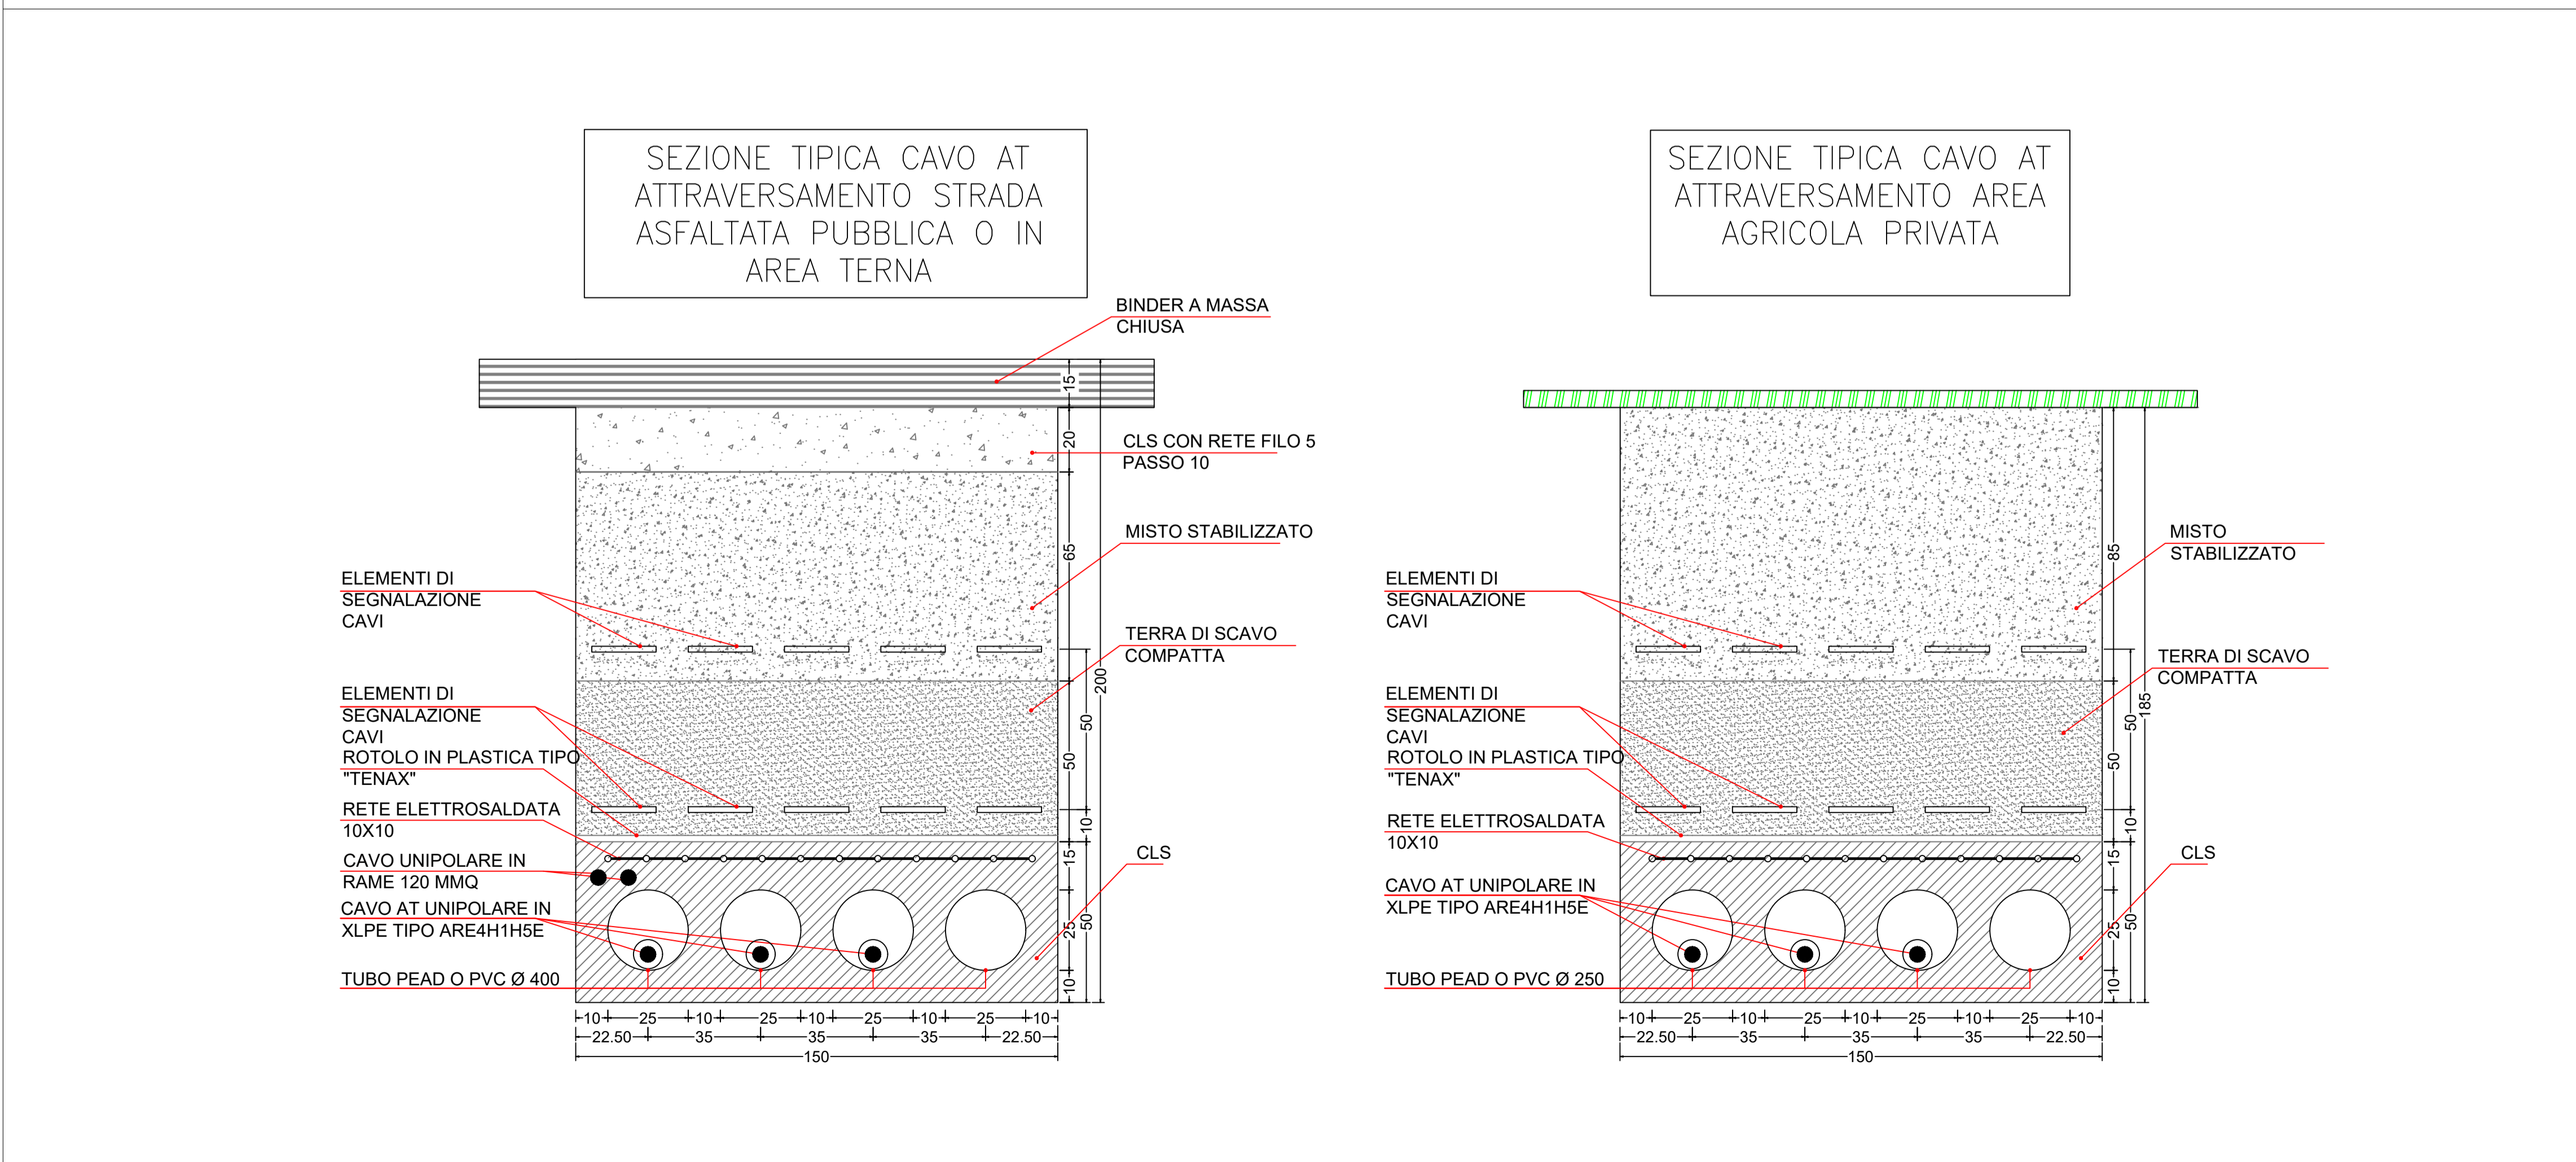 SEZIONE TIPICA CAVO AT
ATTRAVERSAMENTO STRADA
ASFALTATA PUBBLICA O IN
AREA TERNA
BINDER A MASSA
CHIUSA
CLS CON RETE FILO 5
PASSO 10
MISTO STABILIZZATO
TERRA DI SCAVO
COMPATTA
CLS
ELEMENTI DI
SEGNALAZIONE
CAVI
ELEMENTI DI
SEGNALAZIONE
CAVI
ROTOLO IN PLASTICA TIPO
"TENAX"
RETE ELETTROSALDATA
10X10
CAVO UNIPOLARE IN
RAME 120 MMQ
CAVO AT UNIPOLARE IN
XLPE TIPO ARE4H1H5E
TUBO PEAD O PVC Ø 400
15
20
65
50
15
25
10
50
10
50
200
10 25 10 25 10 25 10 25 10
22.50 35 35 35 22.50
150
SEZIONE TIPICA CAVO AT
ATTRAVERSAMENTO AREA
AGRICOLA PRIVATA
MISTO
STABILIZZATO
TERRA DI SCAVO
COMPATTA
CLS
ELEMENTI DI
SEGNALAZIONE
CAVI
ELEMENTI DI
SEGNALAZIONE
CAVI
ROTOLO IN PLASTICA TIPO
"TENAX"
RETE ELETTROSALDATA
10X10
CAVO AT UNIPOLARE IN
XLPE TIPO ARE4H1H5E
TUBO PEAD O PVC Ø 250
85
50
15
25
10
50
10
50
185
10 25 10 25 10 25 10 25 10
22.50 35 35 35 22.50
150